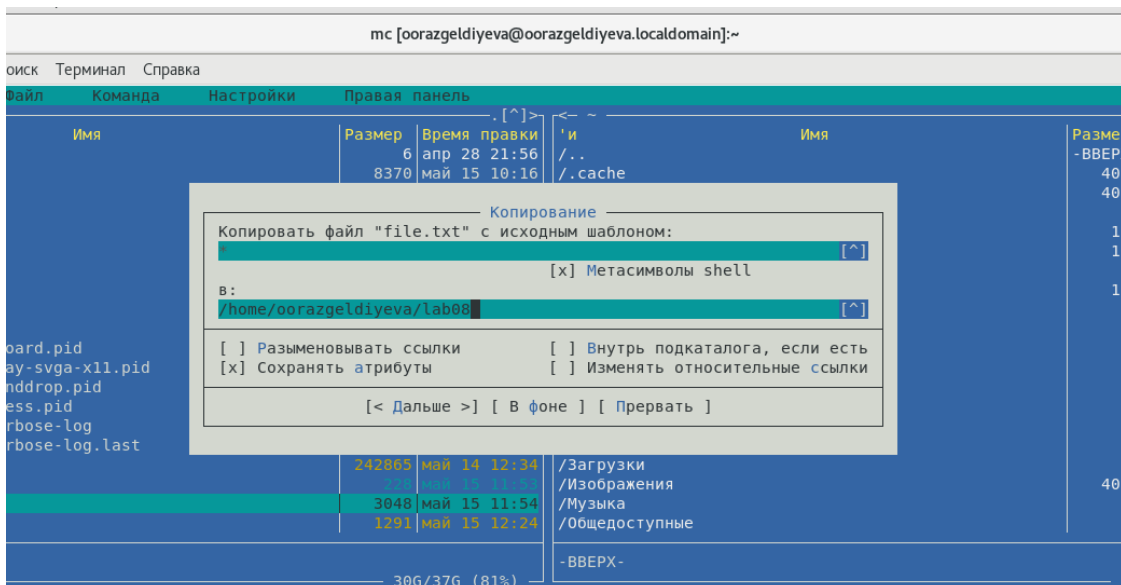 mc [oorazgeldiyeva@oorazgeldiyeva.localdomain]:~
оиск Терминал Справка
Файл Команда Настройки Правая панель
.[^]> <— ~
Имя Размер Время правки 'и Имя Разме
6 апр 28 21:56 /.. -ВВЕРХ
8370 май 15 10:16 /.cache 40
40
Копирование
Копировать файл "file.txt" с исходным шаблоном:
* [^]
1
1
[x] Метасимволы shell
в:
1
/home/oorazgeldiyeva/lab08 [^]
oard.pid [ ] Разыменовывать ссылки [ ] Внутрь подкаталога, если есть
ay-svga-x11.pid [x] Сохранять атрибуты [ ] Изменять относительные ссылки
nddrop.pid
ess.pid [< Дальше >] [ В фоне ] [ Прервать ]
rbose-log
rbose-log.last
242865 май 14 12:34 /Загрузки
228 май 15 11:53 /Изображения 40
3048 май 15 11:54 /Музыка
1291 май 15 12:24 /Общедоступные
-ВВЕРХ-
30G/37G (81%)